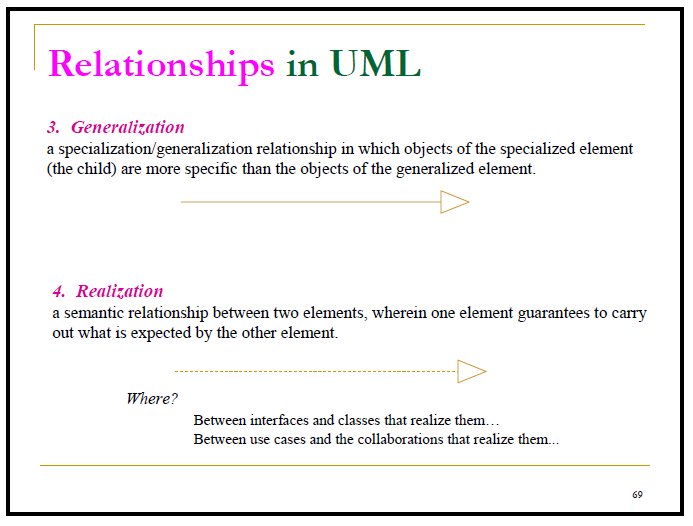 Relationships in UML
3. Generalization
a specialization/generalization relationship in which objects of the specialized element
(the child) are more specific than the objects of the generalized element.
4. Realization
a semantic relationship between two elements, wherein one element guarantees to carry
out what is expected by the other element.
Where?
Between interfaces and classes that realize them…
Between use cases and the collaborations that realize them...
69